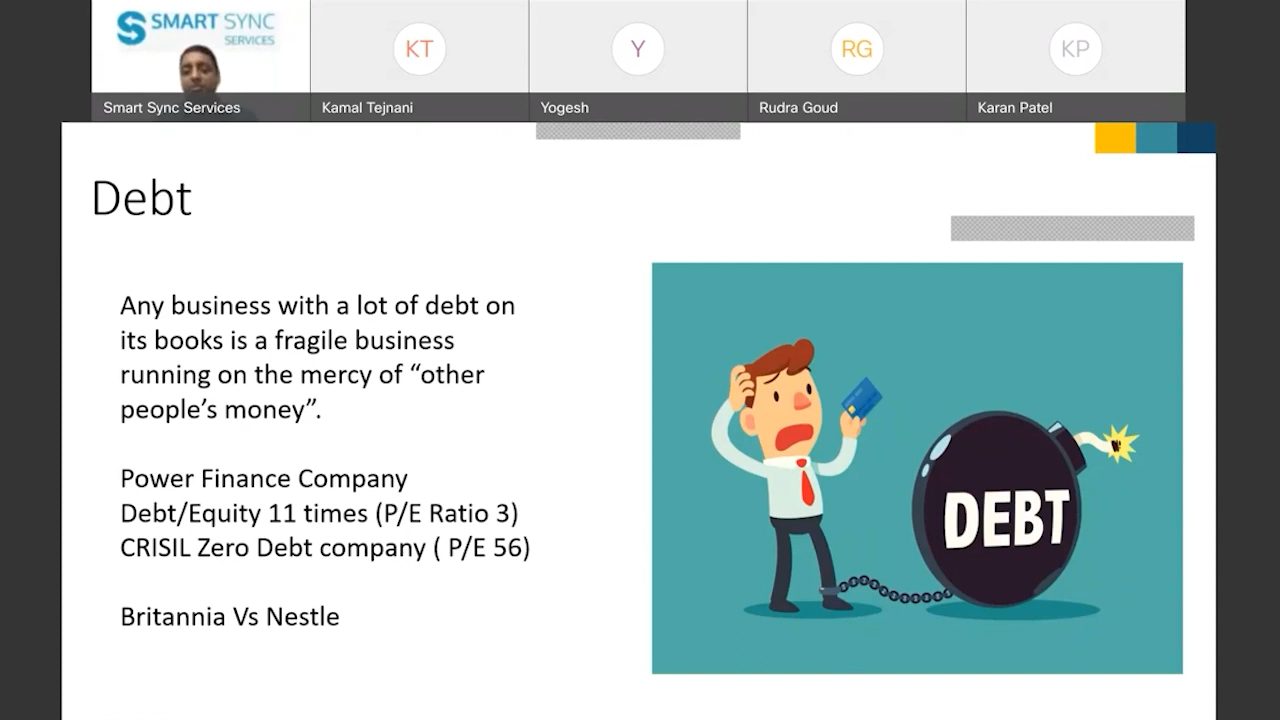 SMART SYNC
SERVICES
KT
Y
RG
KP
Smart Sync Services
Kamal Tejnani
Yogesh
Rudra Goud
Karan Patel
Debt
Any business with a lot of debt on
its books is a fragile business
running on the mercy of “other
people’s money”.
Power Finance Company
Debt/Equity 11 times (P/E Ratio 3)
CRISIL Zero Debt company ( P/E 56)
Britannia Vs Nestle
DEBT